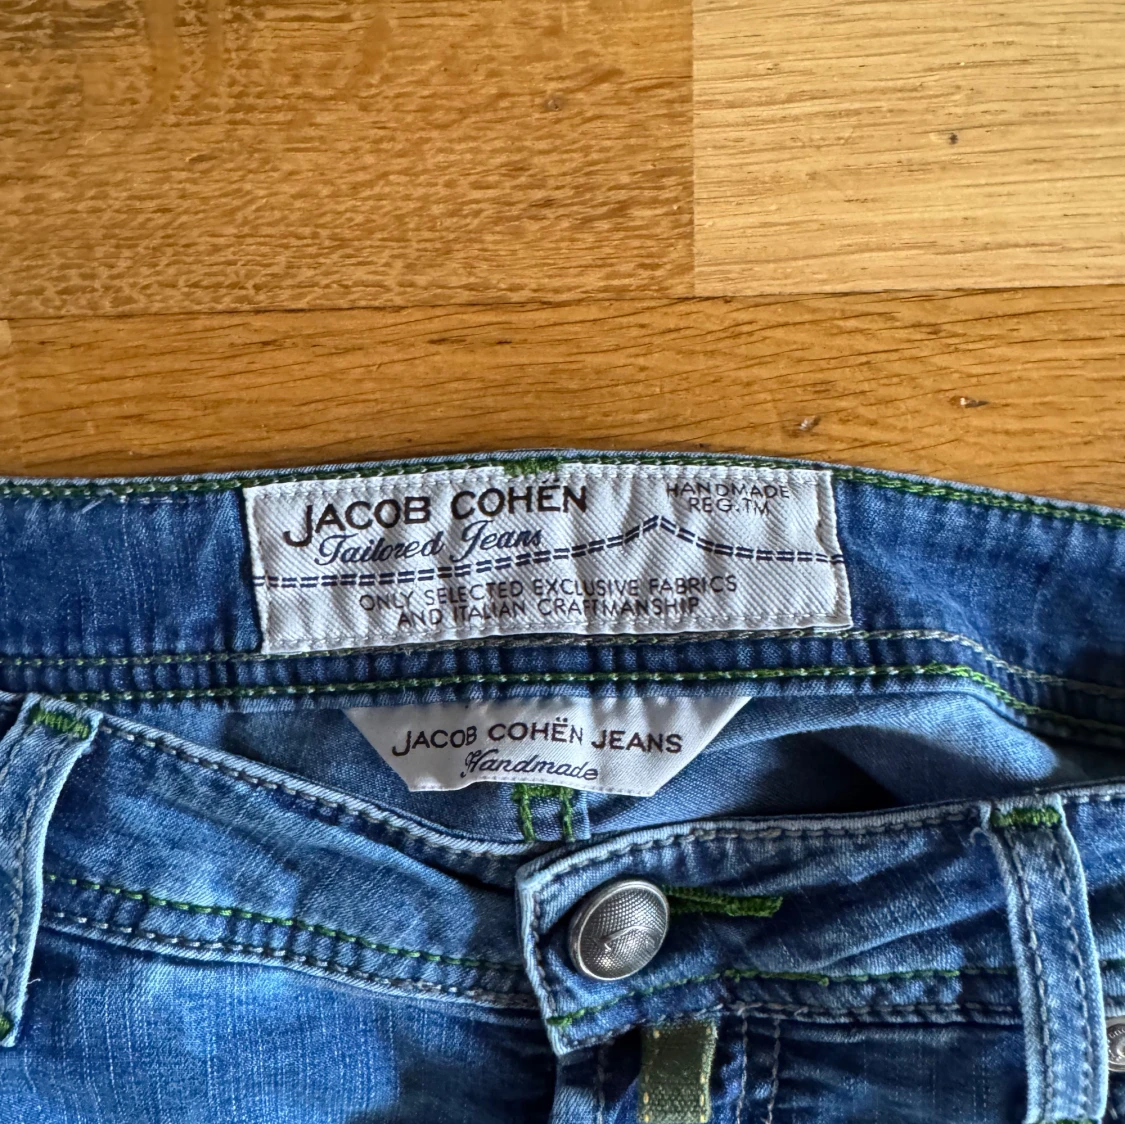 JACOB COHËN
Tailored Jeans
HANDMADE
REG.TM
ONLY SELECTED EXCLUSIVE FABRICS
AND ITALIAN CRAFTMANSHIP
JACOB COHËN JEANS
Handmade